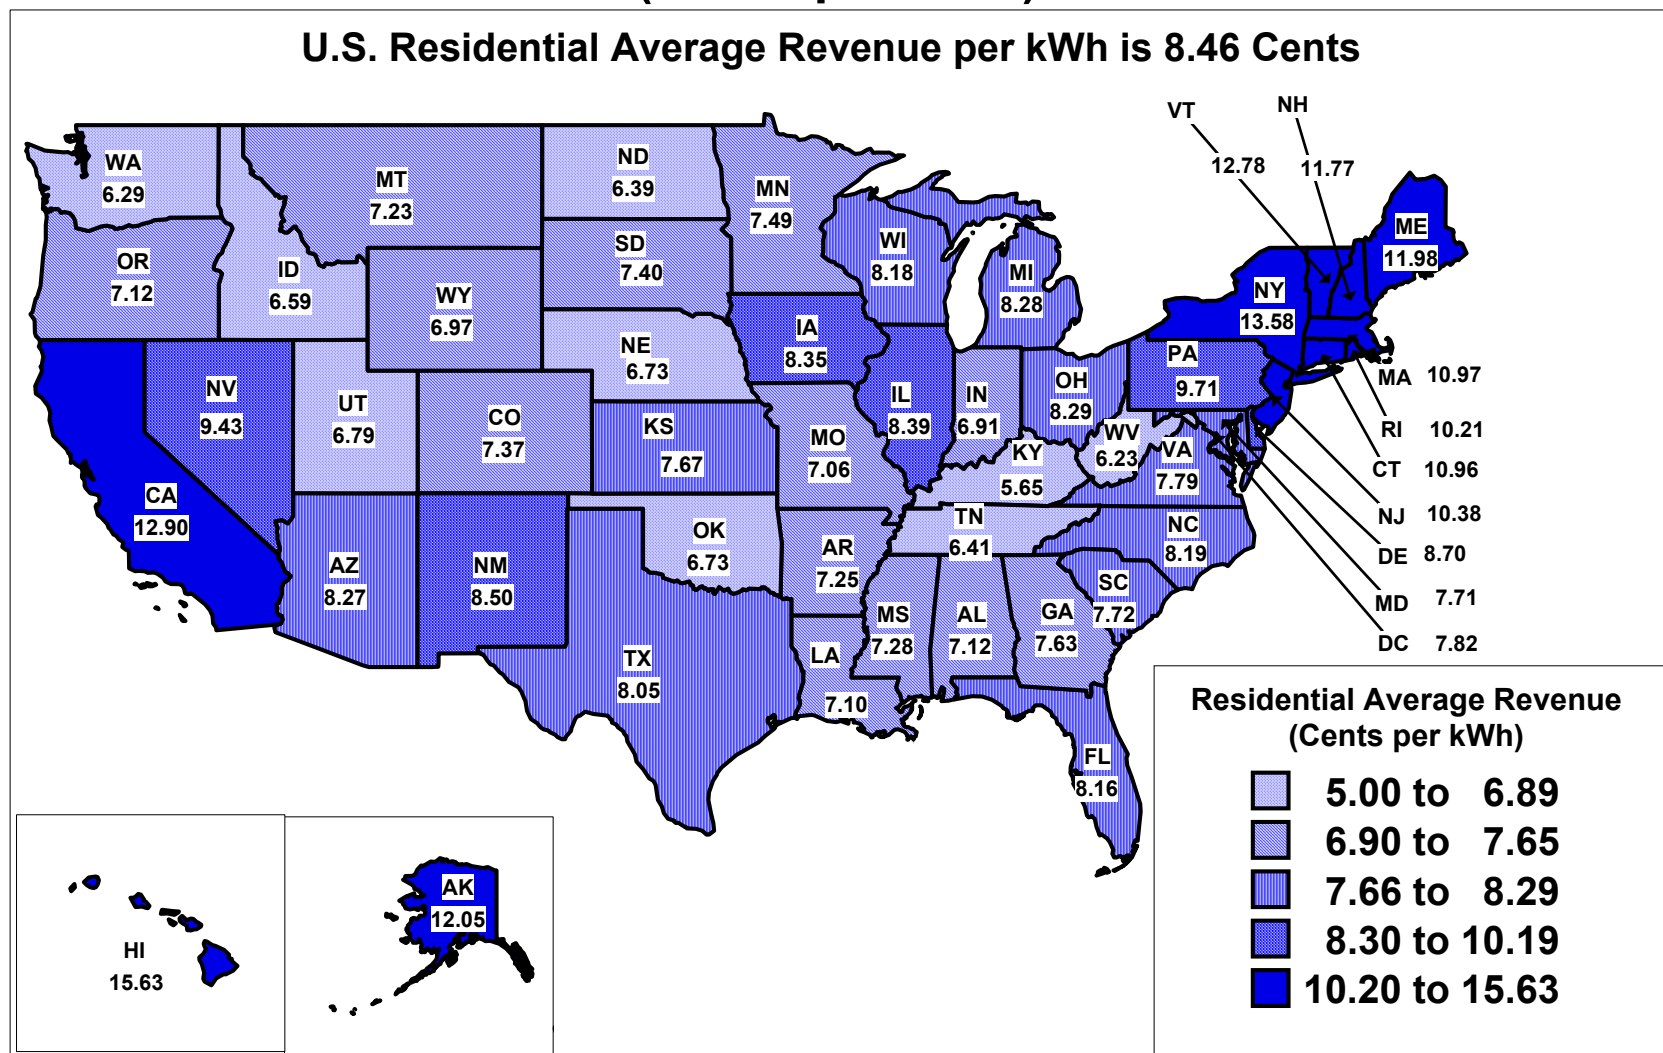 U.S. Residential Average Revenue per kWh is 8.46 Cents
VT
12.78
NH
11.77
WA
6.29
MT
7.23
ND
6.39
MN
7.49
ME
11.98
OR
7.12
ID
6.59
WY
6.97
SD
7.40
WI
8.18
MI
8.28
NY
13.58
NV
9.43
UT
6.79
CO
7.37
NE
6.73
IA
8.35
IL
8.39
IN
6.91
OH
8.29
PA
9.71
MA 10.97
RI 10.21
CT 10.96
NJ 10.38
DE 8.70
MD 7.71
DC 7.82
CA
12.90
KS
7.67
MO
7.06
KY
5.65
WV
6.23
VA
7.79
AZ
8.27
NM
8.50
OK
6.73
AR
7.25
TN
6.41
NC
8.19
SC
7.72
TX
8.05
LA
7.10
MS
7.28
AL
7.12
GA
7.63
FL
8.16
HI
15.63
AK
12.05
Residential Average Revenue
(Cents per kWh)
5.00 to 6.89
6.90 to 7.65
7.66 to 8.29
8.30 to 10.19
10.20 to 15.63